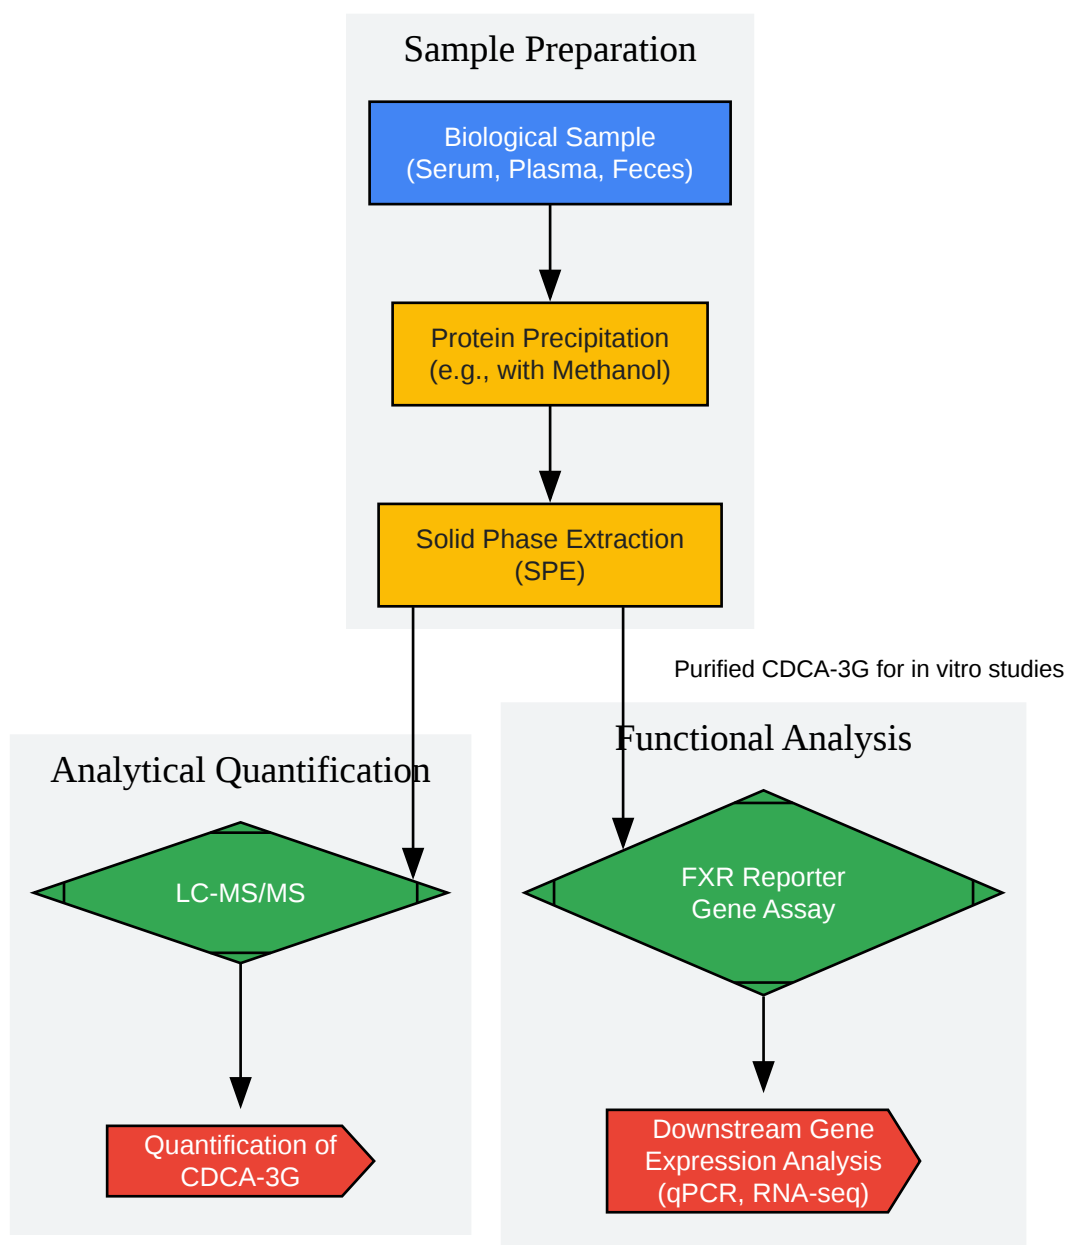 Sample Preparation
Biological Sample
(Serum, Plasma, Feces)
Protein Precipitation
(e.g., with Methanol)
Solid Phase Extraction
(SPE)
Purified CDCA-3G for in vitro studies
Analytical Quantification
LC-MS/MS
Quantification of
CDCA-3G
Functional Analysis
FXR Reporter
Gene Assay
Downstream Gene
Expression Analysis
(qPCR, RNA-seq)